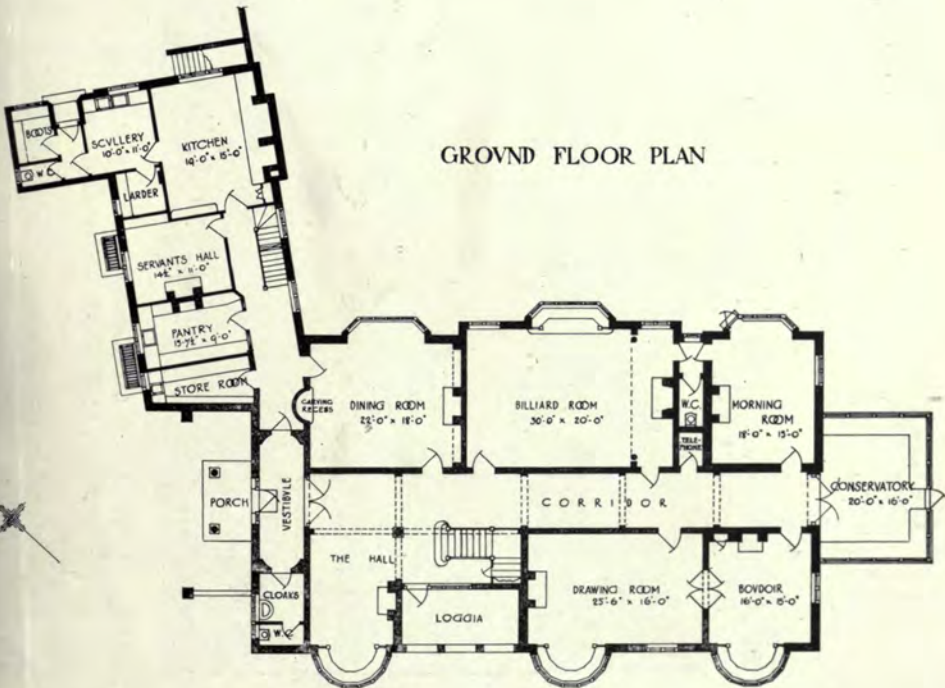 GROVND FLOOR PLAN
BOOTS
W.C.
SCVLLERY
10'-0" x 11'-0"
KITCHEN
19'-0" x 15'-0"
LARDER
SERVANTS HALL
14½" x 11'-0"
PANTRY
13'-7½" x 9'-0"
STORE ROOM
CARVING
RECESS
DINING ROOM
22'-0" x 18'-0"
BILLIARD ROOM
30'-0" x 20'-0"
W.C.
TELE-
PHONE
MORNING
ROOM
18'-0" x 15'-0"
CONSERVATORY
20'-0" x 16'-0"
PORCH
VESTIBVLE
CORRIDOR
THE HALL
CLOAKS
W.C.
LOGGIA
DRAWING ROOM
25'-6" x 16'-0"
BOVDOIR
16'-0" x 15'-0"